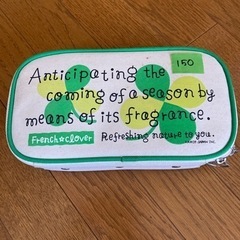 150
Anticipating the
coming of a season by
means of its fragrance.
French☆clover Refreshing nature to you.